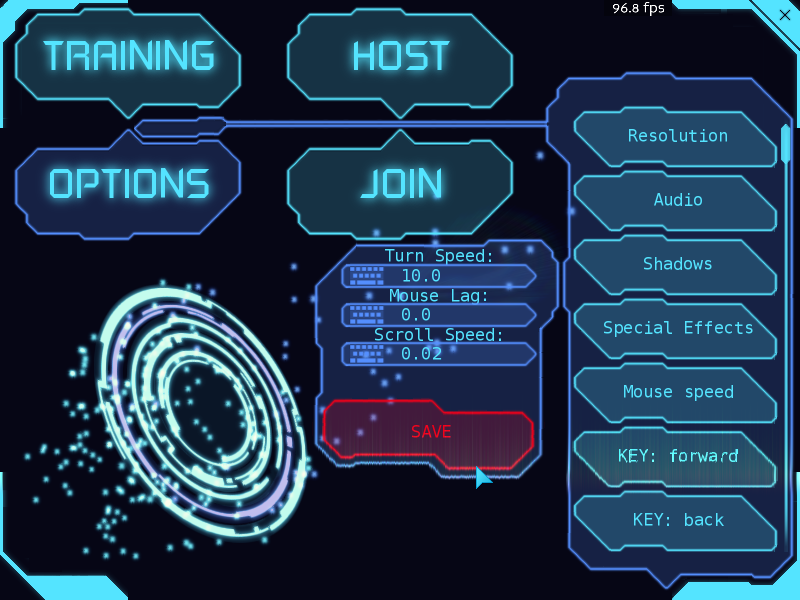 96.8 fps
TRAINING
HOST
OPTIONS
JOIN
Turn Speed:
10.0
Mouse Lag:
0.0
Scroll Speed:
0.02
SAVE
Resolution
Audio
Shadows
Special Effects
Mouse speed
KEY: forward
KEY: back